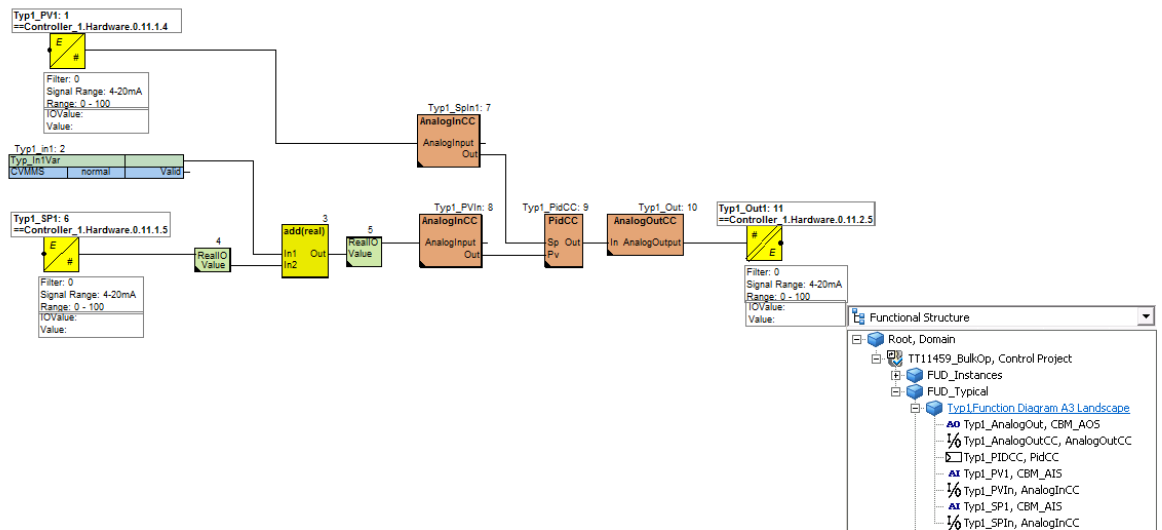 Typ1_PV1: 1
==Controller_1.Hardware.0.11.1.4
E
#
Filter: 0
Signal Range: 4-20mA
Range: 0 - 100
IOValue:
Value:
Typ1_SpIn1: 7
AnalogInCC
AnalogInput
Out
Typ1_in1: 2
Typ_In1Var
CVMMS normal Valid
Typ1_SP1: 6
==Controller_1.Hardware.0.11.1.5
E
#
Filter: 0
Signal Range: 4-20mA
Range: 0 - 100
IOValue:
Value:
4
RealIO
Value
3
add(real)
In1 Out
In2
5
RealIO
Value
Typ1_PVIn: 8
AnalogInCC
AnalogInput
Out
Typ1_PidCC: 9
PidCC
Sp Out
Pv
Typ1_Out: 10
AnalogOutCC
In AnalogOutput
Typ1_Out1: 11
==Controller_1.Hardware.0.11.2.5
#
E
Filter: 0
Signal Range: 4-20mA
Range: 0 - 100
IOValue:
Value:
Functional Structure
Root, Domain
TT11459_BulkOp, Control Project
FUD_Instances
FUD_Typical
Typ1,Function Diagram A3 Landscape
AO Typ1_AnalogOut, CBM_AOS
I/O Typ1_AnalogOutCC, AnalogOutCC
Typ1_PIDCC, PidCC
AI Typ1_PV1, CBM_AIS
I/O Typ1_PVIn, AnalogInCC
AI Typ1_SP1, CBM_AIS
I/O Typ1_SPIn, AnalogInCC